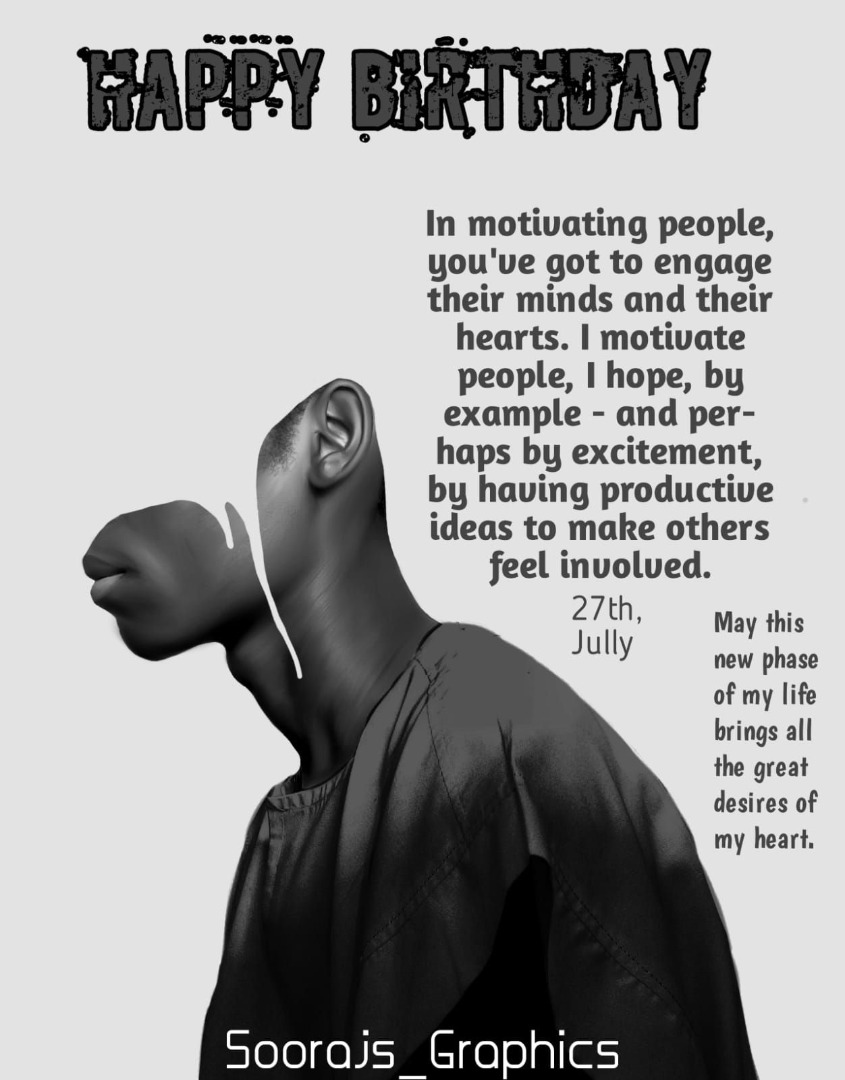 HAPPY BIRTHDAY
In motivating people,
you've got to engage
their minds and their
hearts. I motivate
people, I hope, by
example - and per-
haps by excitement,
by having productive
ideas to make others
feel involved.
27th,
Jully
May this
new phase
of my life
brings all
the great
desires of
my heart.
Soorajs_Graphics